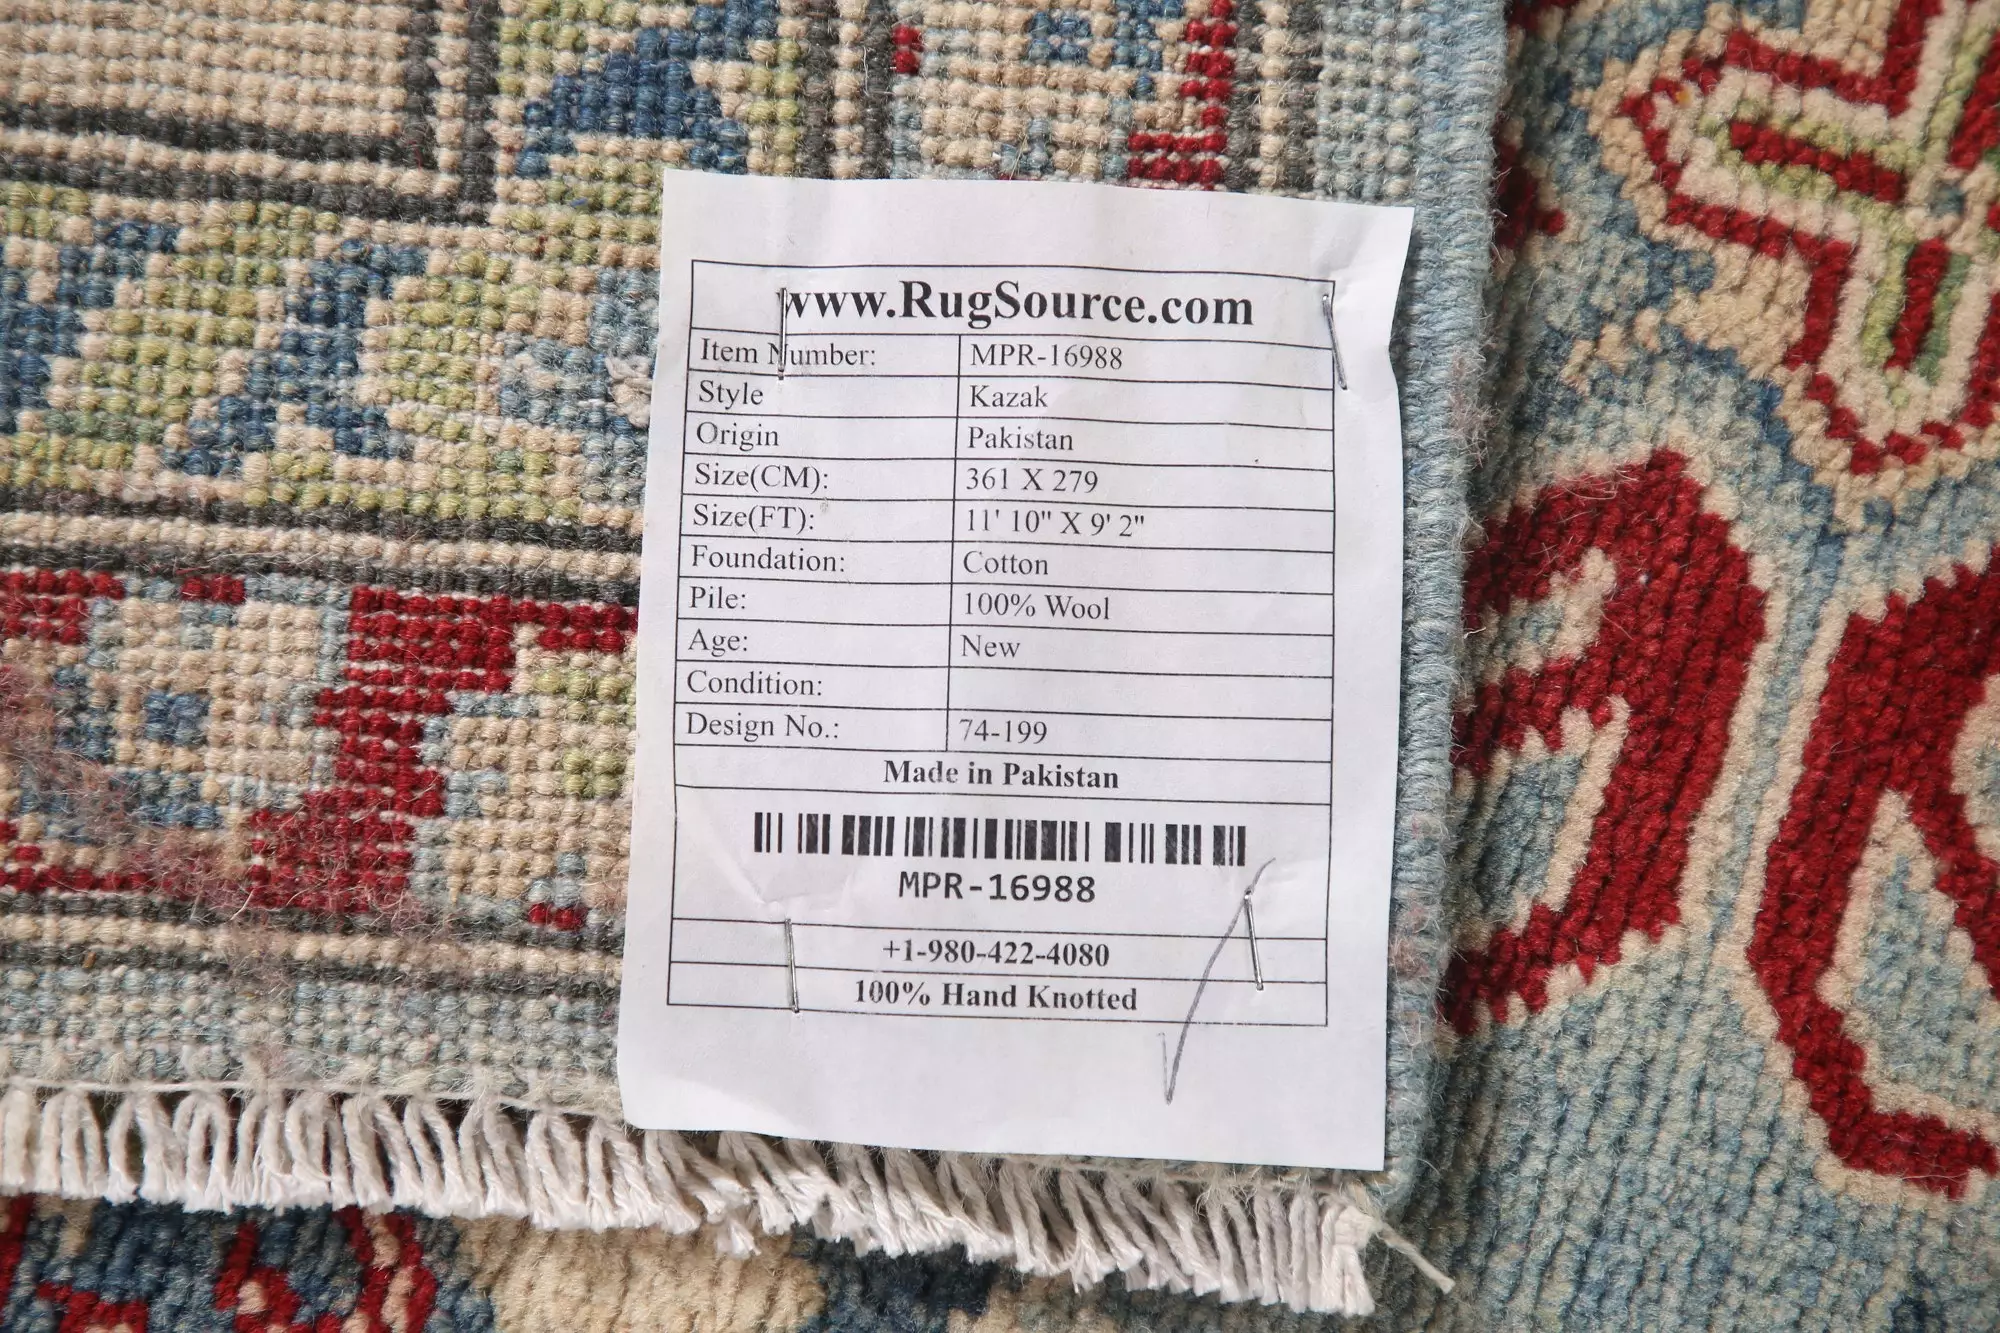 www.RugSource.com
Item Number: MPR-16988
Style Kazak
Origin Pakistan
Size(CM): 361 X 279
Size(FT): 11' 10" X 9' 2"
Foundation: Cotton
Pile: 100% Wool
Age: New
Condition:
Design No.: 74-199
Made in Pakistan
MPR-16988
+1-980-422-4080
100% Hand Knotted